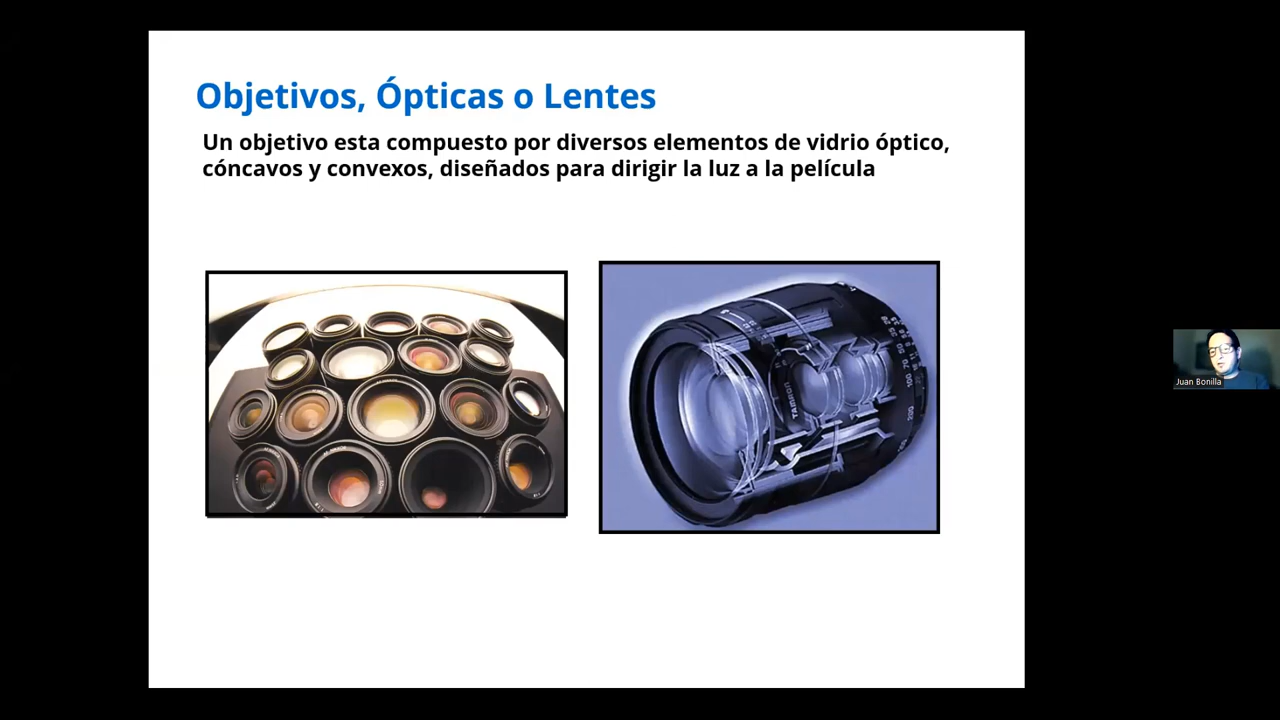 Objetivos, Ópticas o Lentes
Un objetivo esta compuesto por diversos elementos de vidrio óptico,
cóncavos y convexos, diseñados para dirigir la luz a la película
TAMRON
Juan Bonilla